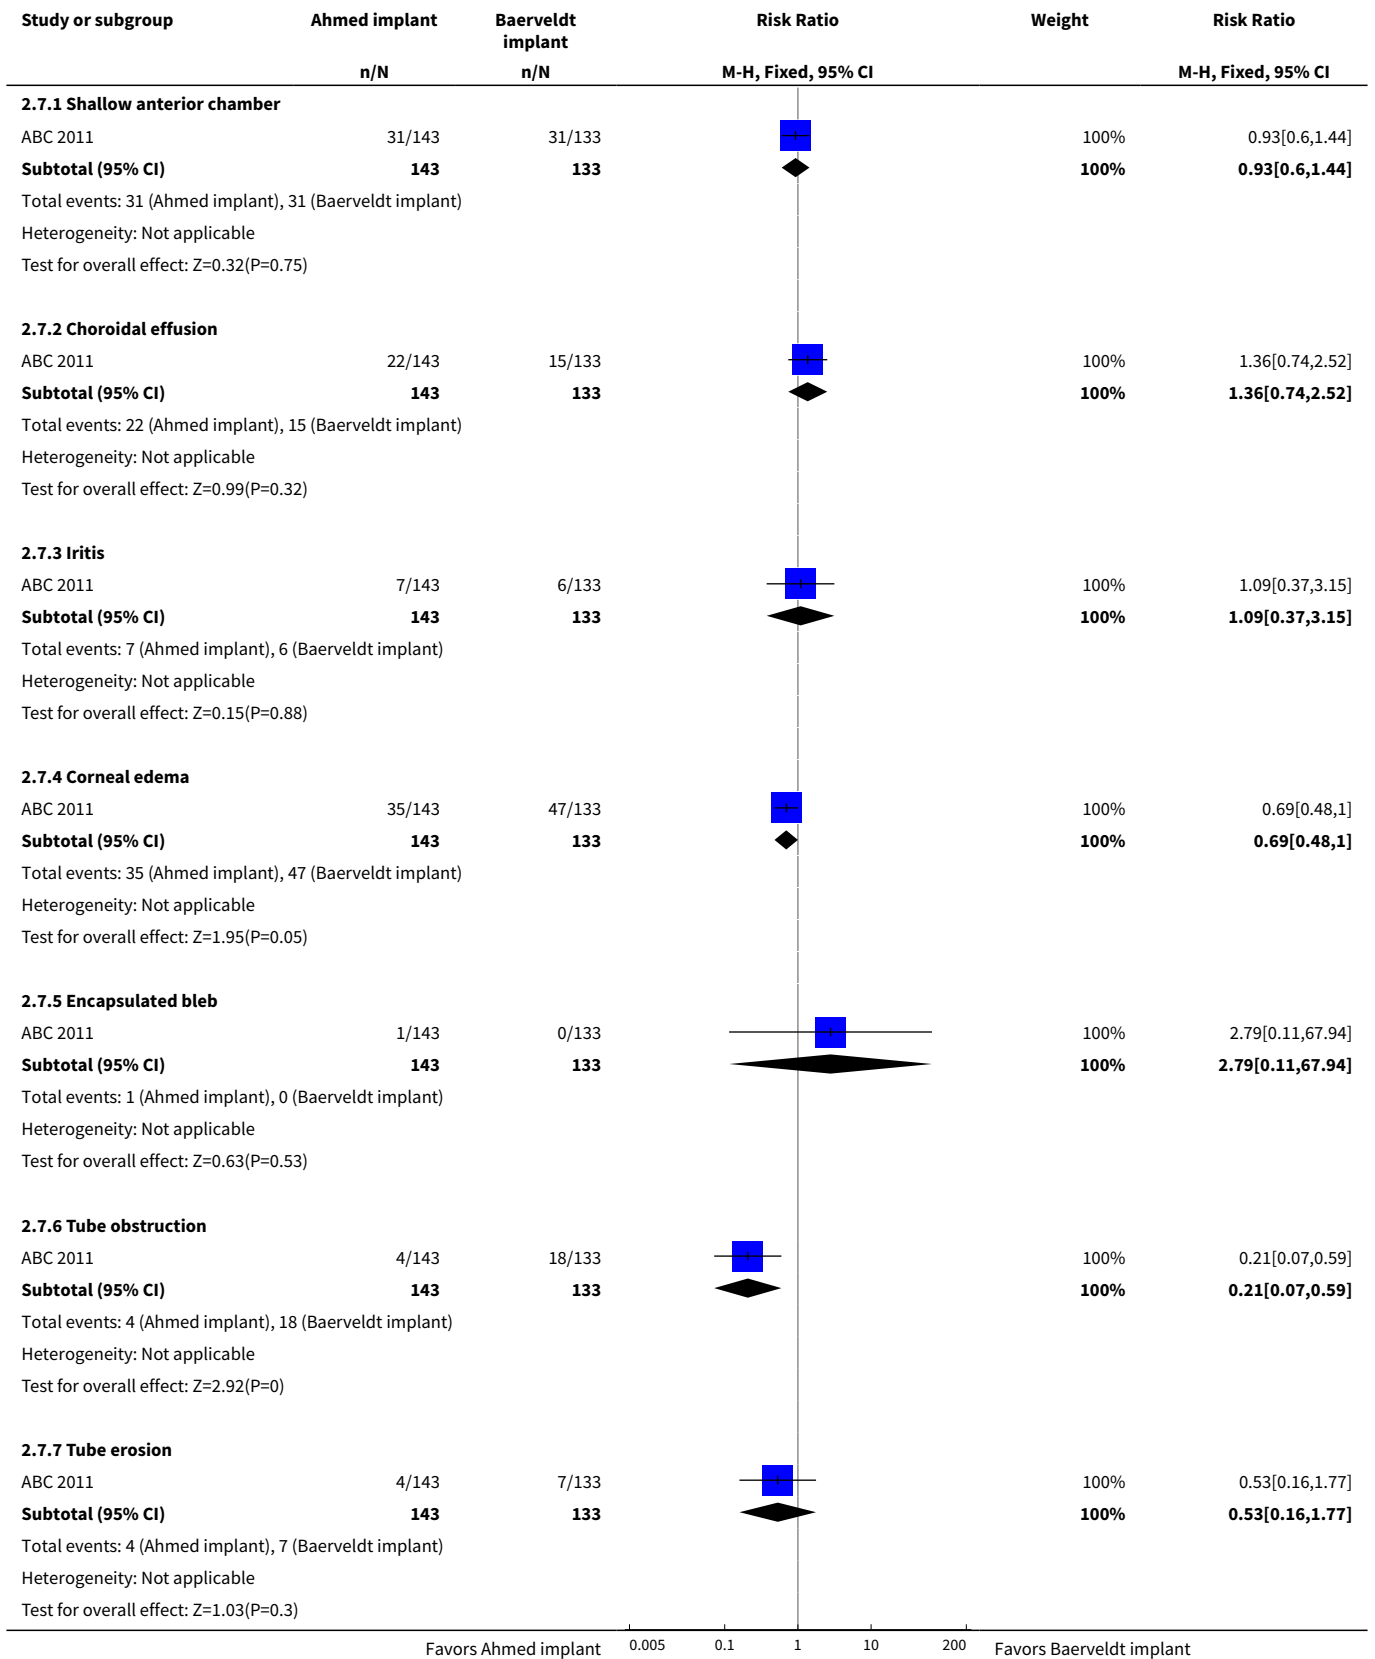 Study or subgroup Ahmed implant Baerveldt implant Risk Ratio Weight Risk Ratio
n/N n/N M-H, Fixed, 95% CI M-H, Fixed, 95% CI
2.7.1 Shallow anterior chamber
ABC 2011 31/143 31/133 100% 0.93[0.6,1.44]
Subtotal (95% CI) 143 133 100% 0.93[0.6,1.44]
Total events: 31 (Ahmed implant), 31 (Baerveldt implant)
Heterogeneity: Not applicable
Test for overall effect: Z=0.32(P=0.75)
2.7.2 Choroidal effusion
ABC 2011 22/143 15/133 100% 1.36[0.74,2.52]
Subtotal (95% CI) 143 133 100% 1.36[0.74,2.52]
Total events: 22 (Ahmed implant), 15 (Baerveldt implant)
Heterogeneity: Not applicable
Test for overall effect: Z=0.99(P=0.32)
2.7.3 Iritis
ABC 2011 7/143 6/133 100% 1.09[0.37,3.15]
Subtotal (95% CI) 143 133 100% 1.09[0.37,3.15]
Total events: 7 (Ahmed implant), 6 (Baerveldt implant)
Heterogeneity: Not applicable
Test for overall effect: Z=0.15(P=0.88)
2.7.4 Corneal edema
ABC 2011 35/143 47/133 100% 0.69[0.48,1]
Subtotal (95% CI) 143 133 100% 0.69[0.48,1]
Total events: 35 (Ahmed implant), 47 (Baerveldt implant)
Heterogeneity: Not applicable
Test for overall effect: Z=1.95(P=0.05)
2.7.5 Encapsulated bleb
ABC 2011 1/143 0/133 100% 2.79[0.11,67.94]
Subtotal (95% CI) 143 133 100% 2.79[0.11,67.94]
Total events: 1 (Ahmed implant), 0 (Baerveldt implant)
Heterogeneity: Not applicable
Test for overall effect: Z=0.63(P=0.53)
2.7.6 Tube obstruction
ABC 2011 4/143 18/133 100% 0.21[0.07,0.59]
Subtotal (95% CI) 143 133 100% 0.21[0.07,0.59]
Total events: 4 (Ahmed implant), 18 (Baerveldt implant)
Heterogeneity: Not applicable
Test for overall effect: Z=2.92(P=0)
2.7.7 Tube erosion
ABC 2011 4/143 7/133 100% 0.53[0.16,1.77]
Subtotal (95% CI) 143 133 100% 0.53[0.16,1.77]
Total events: 4 (Ahmed implant), 7 (Baerveldt implant)
Heterogeneity: Not applicable
Test for overall effect: Z=1.03(P=0.3)
Favors Ahmed implant 0.005 0.1 1 10 200 Favors Baerveldt implant